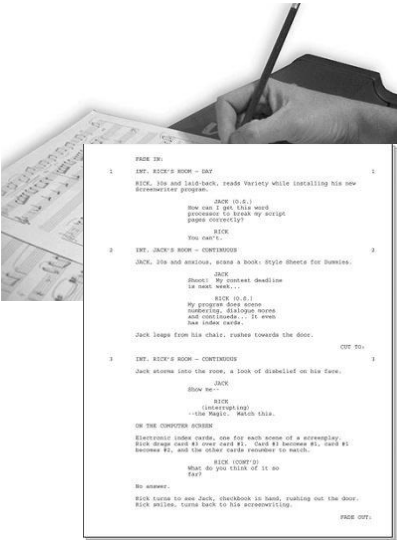 FADE IN:
1 INT. RICK'S ROOM - DAY 1
RICK, 30s and laid-back, reads Variety while installing his new
Screenwriter program.
JACK (O.S.)
How can I get this word
processor to break my script
pages correctly?
RICK
You can't.
2 INT. JACK'S ROOM - CONTINUOUS 2
JACK, 20s and anxious, scans a book: Style Sheets for Dummies.
JACK
Shoot! My contest deadline
is next week...
RICK (O.S.)
My program does scene
numbering, dialogue mores
and continueds... It even
has index cards.
Jack leaps from his chair, rushes towards the door.
CUT TO:
3 INT. RICK'S ROOM - CONTINUOUS 3
Jack storms into the room, a look of disbelief on his face.
JACK
Show me--
RICK
(interrupting)
--the Magic. Watch this.
ON THE COMPUTER SCREEN
Electronic index cards, one for each scene of a screenplay.
Rick drags card #3 over card #1. Card #3 becomes #1, card #1
becomes #2, and the other cards renumber to match.
RICK (CONT'D)
What do you think of it so
far?
No answer.
Rick turns to see Jack, checkbook in hand, rushing out the door.
Rick smiles, turns back to his screenwriting.
FADE OUT: